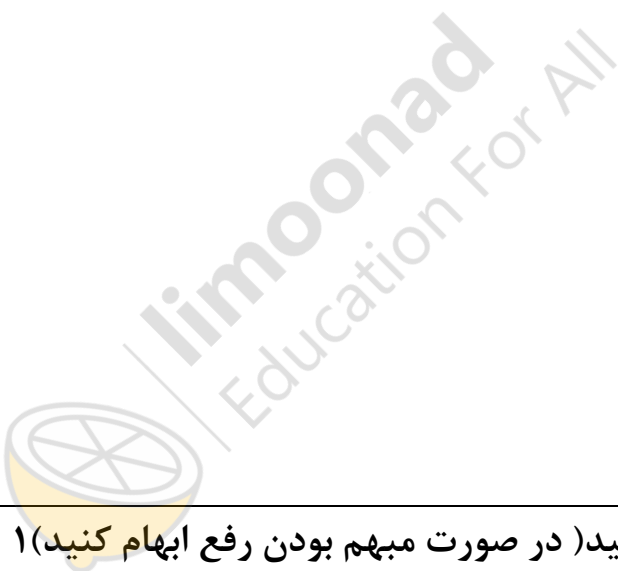 limoonad
Education For All
ید( در صورت مبهم بودن رفع ابهام کنید)۱